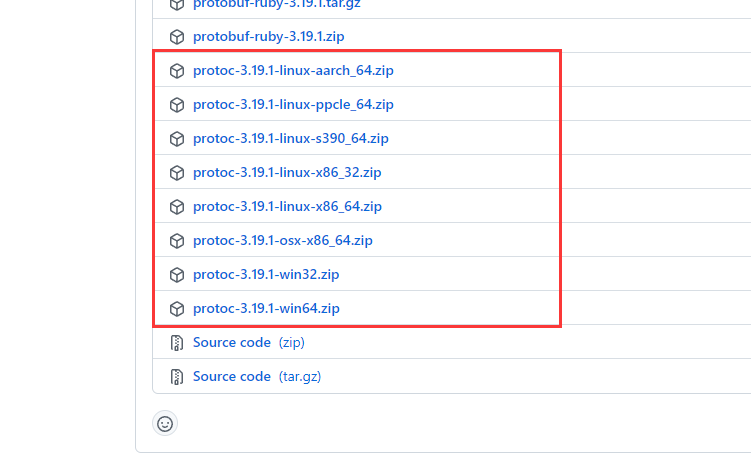 protobuf-ruby-3.19.1.tar.gz
protobuf-ruby-3.19.1.zip
protoc-3.19.1-linux-aarch_64.zip
protoc-3.19.1-linux-ppcle_64.zip
protoc-3.19.1-linux-s390_64.zip
protoc-3.19.1-linux-x86_32.zip
protoc-3.19.1-linux-x86_64.zip
protoc-3.19.1-osx-x86_64.zip
protoc-3.19.1-win32.zip
protoc-3.19.1-win64.zip
Source code (zip)
Source code (tar.gz)